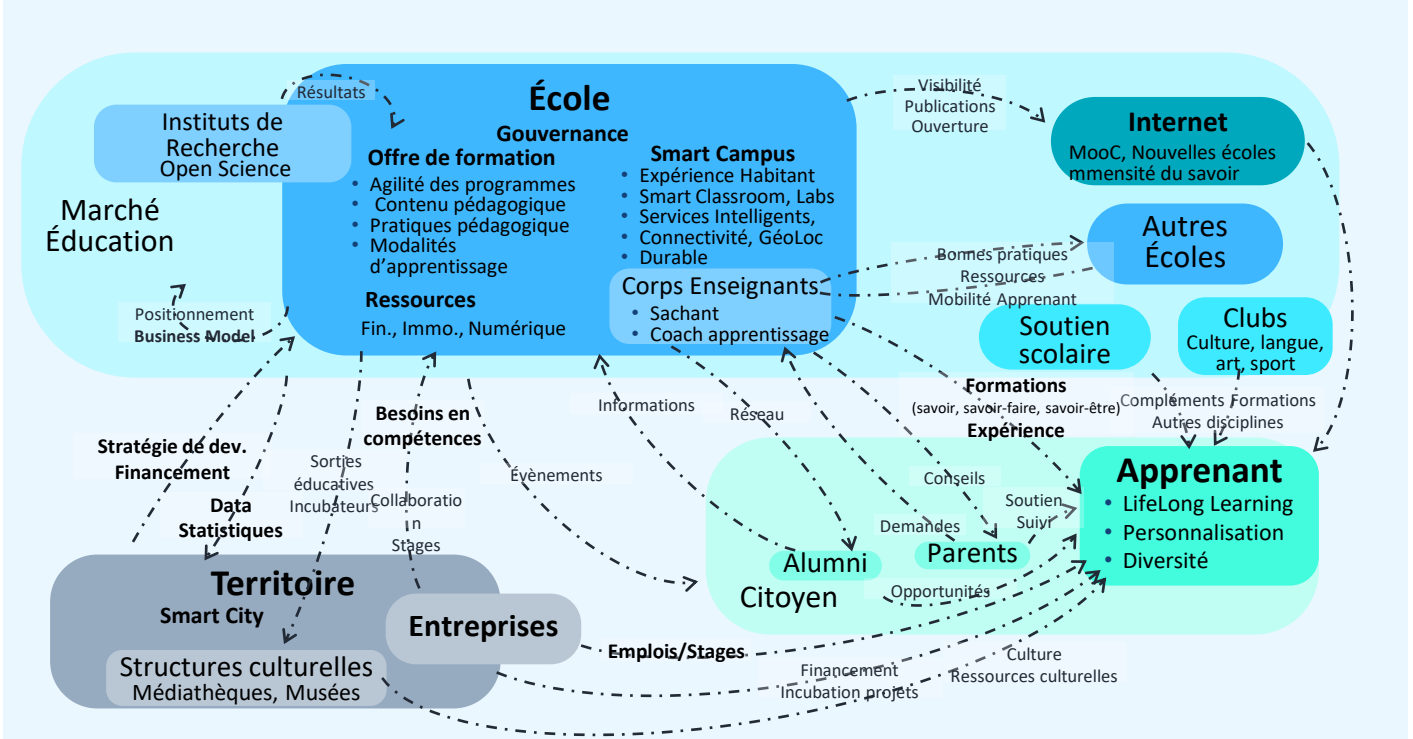 Résultats
École
Gouvernance
Instituts de
Recherche
Open Science
Offre de formation
• Agilité des programmes
• Contenu pédagogique
• Pratiques pédagogique
• Modalités
d’apprentissage
Smart Campus
• Expérience Habitant
• Smart Classroom, Labs
• Services Intelligents,
• Connectivité, GéoLoc
• Durable
Visibilité
Publications
Ouverture
Internet
MooC, Nouvelles écoles
mmensité du savoir
Marché
Éducation
Autres
Écoles
Bonnes pratiques
Ressources
Mobilité Apprenant
Corps Enseignants
• Sachant
• Coach apprentissage
Ressources
Fin., Immo., Numérique
Positionnement
Business Model
Soutien
scolaire
Clubs
Culture, langue,
art, sport
Formations
(savoir, savoir-faire, savoir-être)
Expérience
Compléments Formations
Autres disciplines
Informations
Réseau
Besoins en
compétences
Stratégie de dev.
Financement
Sorties
éducatives
Incubateurs
Collaboratio
n
Stages
Évènements
Data
Statistiques
Conseils
Demandes
Soutien
Suivi
Apprenant
• LifeLong Learning
• Personnalisation
• Diversité
Alumni
Parents
Citoyen
Opportunités
Territoire
Smart City
Entreprises
Emplois/Stages
Structures culturelles
Médiathèques, Musées
Financement
Incubation projets
Culture
Ressources culturelles